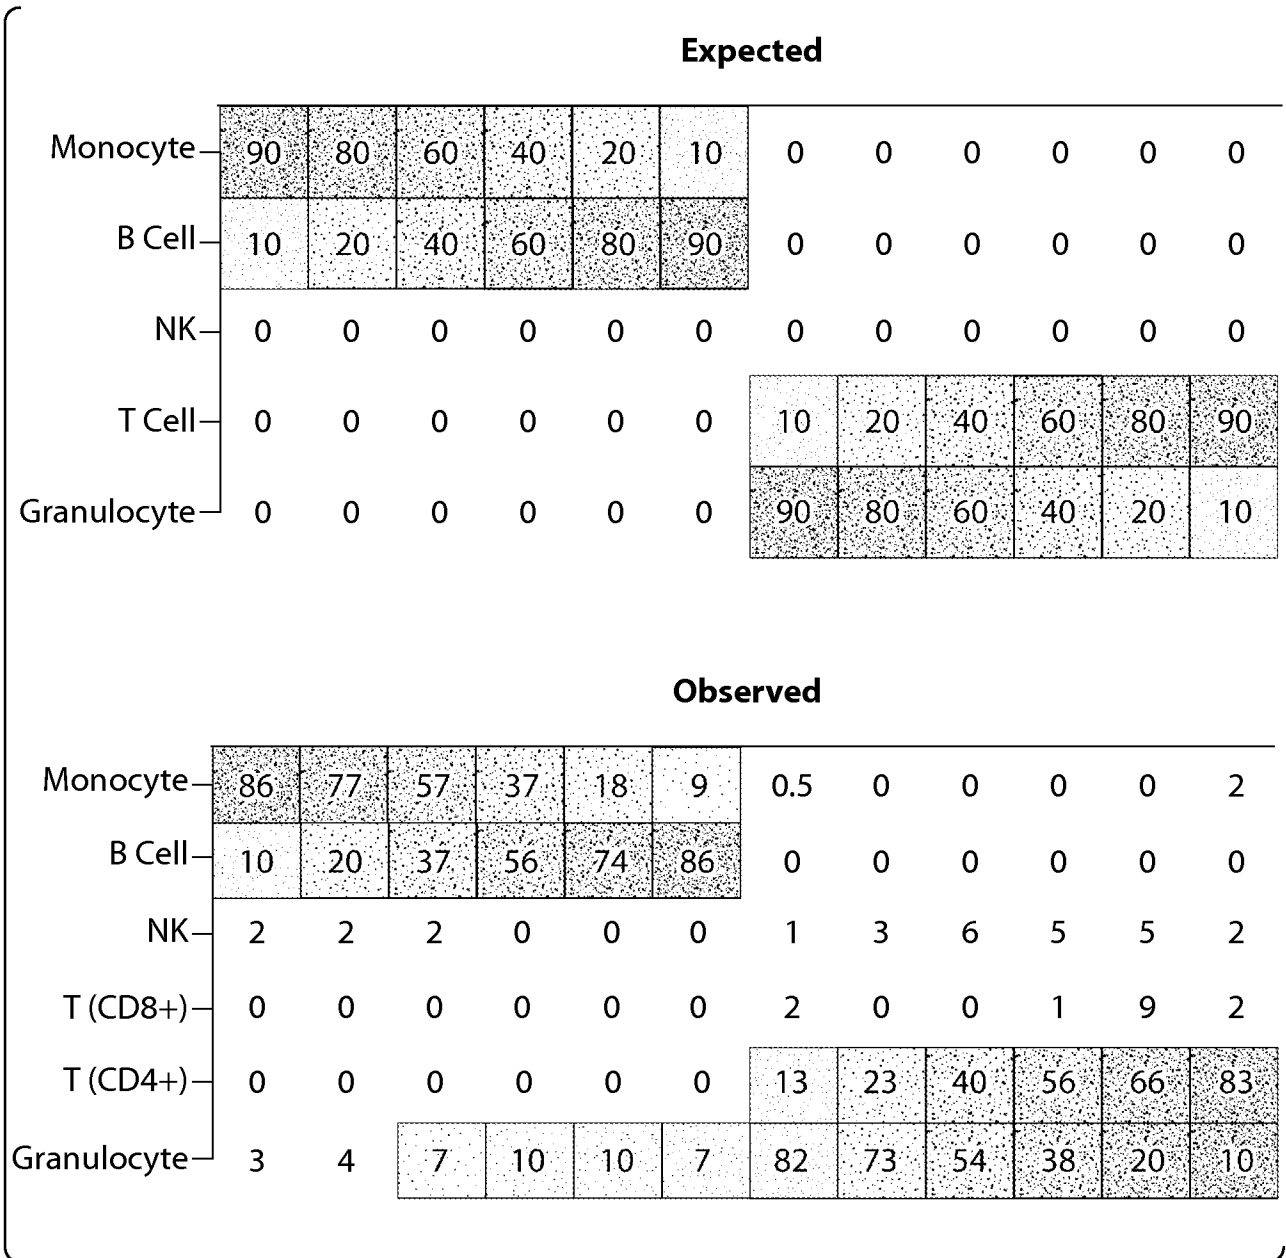 Expected
Monocyte 90 80 60 40 20 10 0 0 0 0 0 0
B Cell 10 20 40 60 80 90 0 0 0 0 0 0
NK 0 0 0 0 0 0 0 0 0 0 0 0
T Cell 0 0 0 0 0 0 10 20 40 60 80 90
Granulocyte 0 0 0 0 0 0 90 80 60 40 20 10
Observed
Monocyte 86 77 57 37 18 9 0.5 0 0 0 0 2
B Cell 10 20 37 56 74 86 0 0 0 0 0 0
NK 2 2 2 0 0 0 1 3 6 5 5 2
T (CD8+) 0 0 0 0 0 0 2 0 0 1 9 2
T (CD4+) 0 0 0 0 0 0 13 23 40 56 66 83
Granulocyte 3 4 7 10 10 7 82 73 54 38 20 10